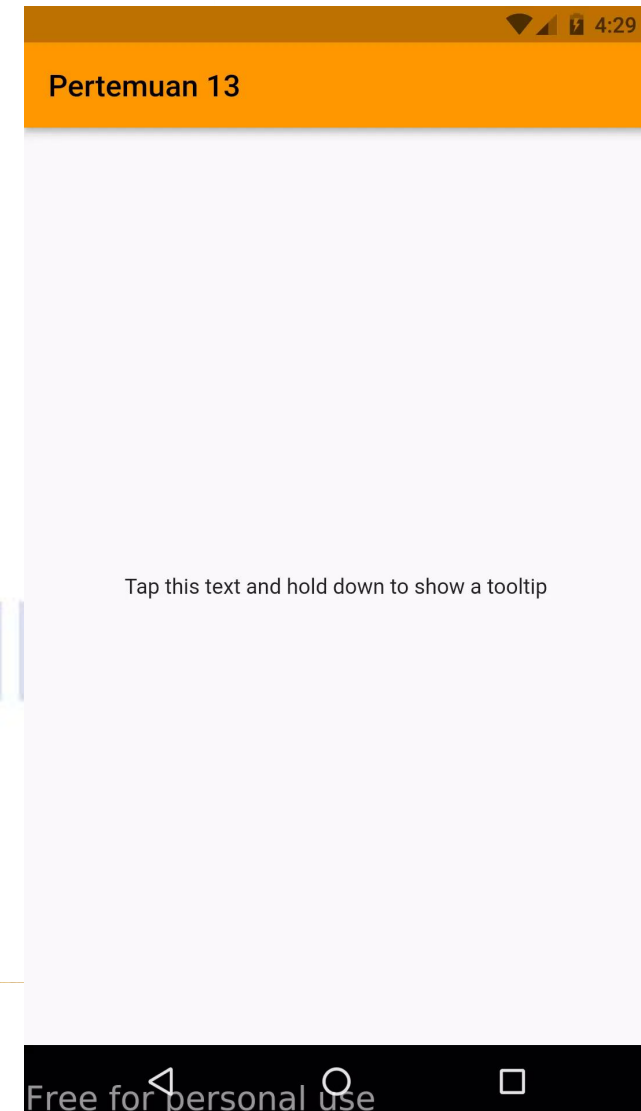 4:29
Pertemuan 13
Tap this text and hold down to show a tooltip
Free for personal use